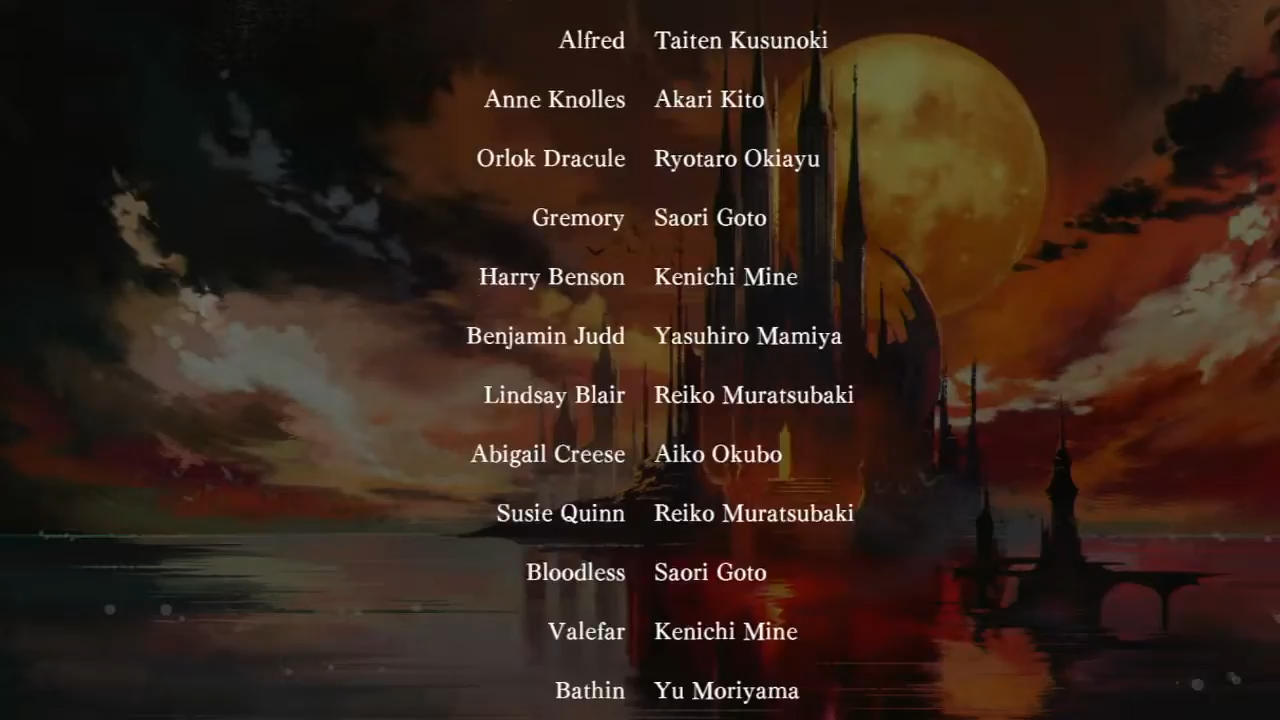 Alfred Taiten Kusunoki
Anne Knolles Akari Kito
Orlok Dracule Ryotaro Okiayu
Gremory Saori Goto
Harry Benson Kenichi Mine
Benjamin Judd Yasuhiro Mamiya
Lindsay Blair Reiko Muratsubaki
Abigail Creese Aiko Okubo
Susie Quinn Reiko Muratsubaki
Bloodless Saori Goto
Valefar Kenichi Mine
Bathin Yu Moriyama